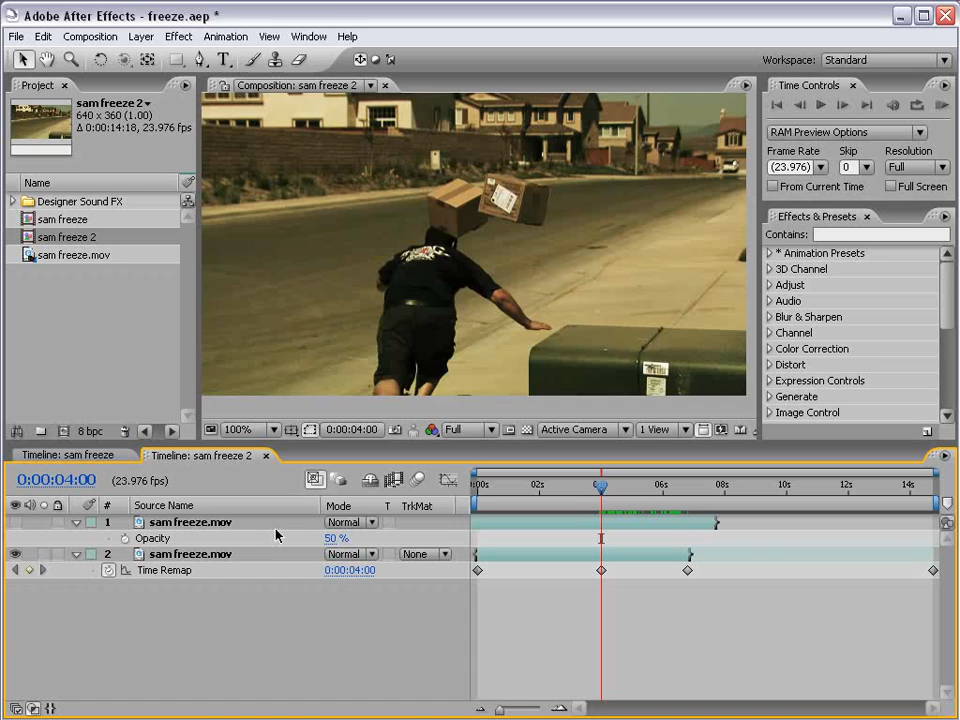 Adobe After Effects - freeze.aep *
File Edit Composition Layer Effect Animation View Window Help
T
Workspace: Standard
Project ×
Composition: sam freeze 2 ×
Time Controls ×
sam freeze 2
640 x 360 (1.00)
Δ 0:00:14:18, 23.976 fps
RAM Preview Options
Frame Rate Skip Resolution
(23.976) 0 Full
From Current Time Full Screen
Name
Designer Sound FX
sam freeze
sam freeze 2
sam freeze.mov
Effects & Presets ×
Contains:
* Animation Presets
3D Channel
Adjust
Audio
Blur & Sharpen
Channel
Color Correction
Distort
Expression Controls
Generate
Image Control
8 bpc
100% 0:00:04:00 Full Active Camera 1 View
Timeline: sam freeze Timeline: sam freeze 2 ×
0:00:04:00 (23.976 fps)
:00s 02s 06s 08s 10s 12s 14s
# Source Name Mode T TrkMat
1 sam freeze.mov Normal
Opacity 50 %
2 sam freeze.mov Normal None
Time Remap 0:00:04:00